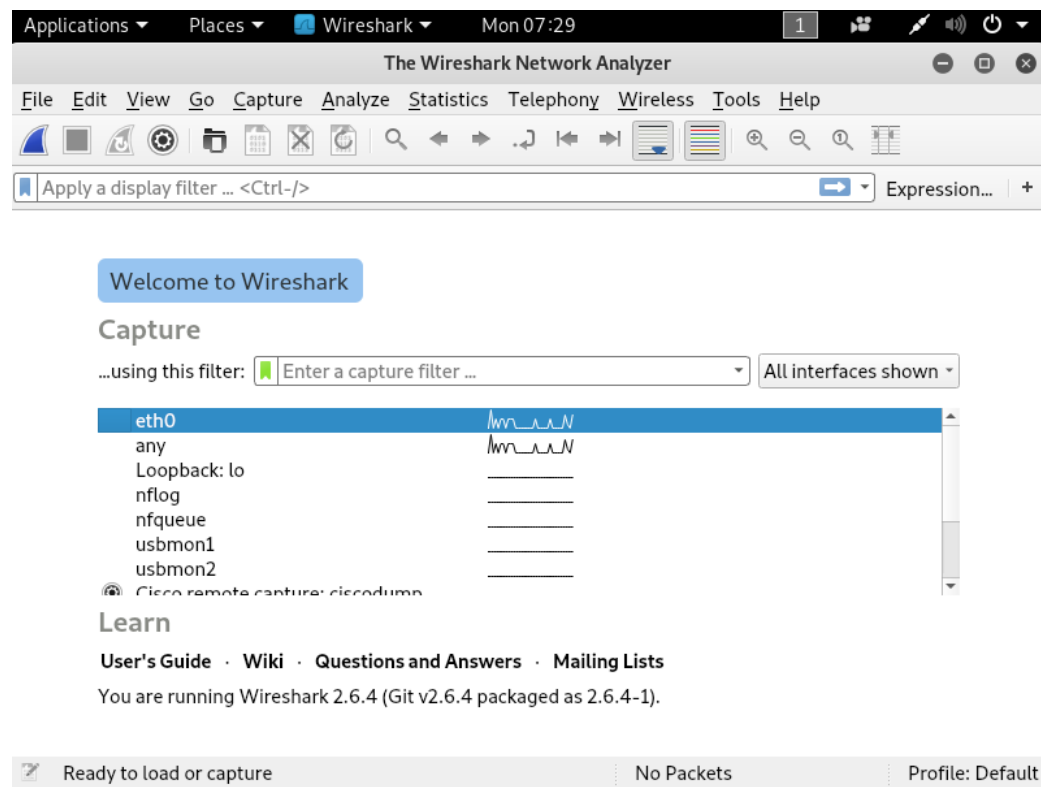 Applications Places Wireshark Mon 07:29 1
The Wireshark Network Analyzer
File Edit View Go Capture Analyze Statistics Telephony Wireless Tools Help
Apply a display filter ... <Ctrl-/> Expression... +
Welcome to Wireshark
Capture
...using this filter: Enter a capture filter ... All interfaces shown
eth0
any
Loopback: lo
nflog
nfqueue
usbmon1
usbmon2
Cisco remote capture: ciscodump
Learn
User's Guide · Wiki · Questions and Answers · Mailing Lists
You are running Wireshark 2.6.4 (Git v2.6.4 packaged as 2.6.4-1).
Ready to load or capture No Packets Profile: Default